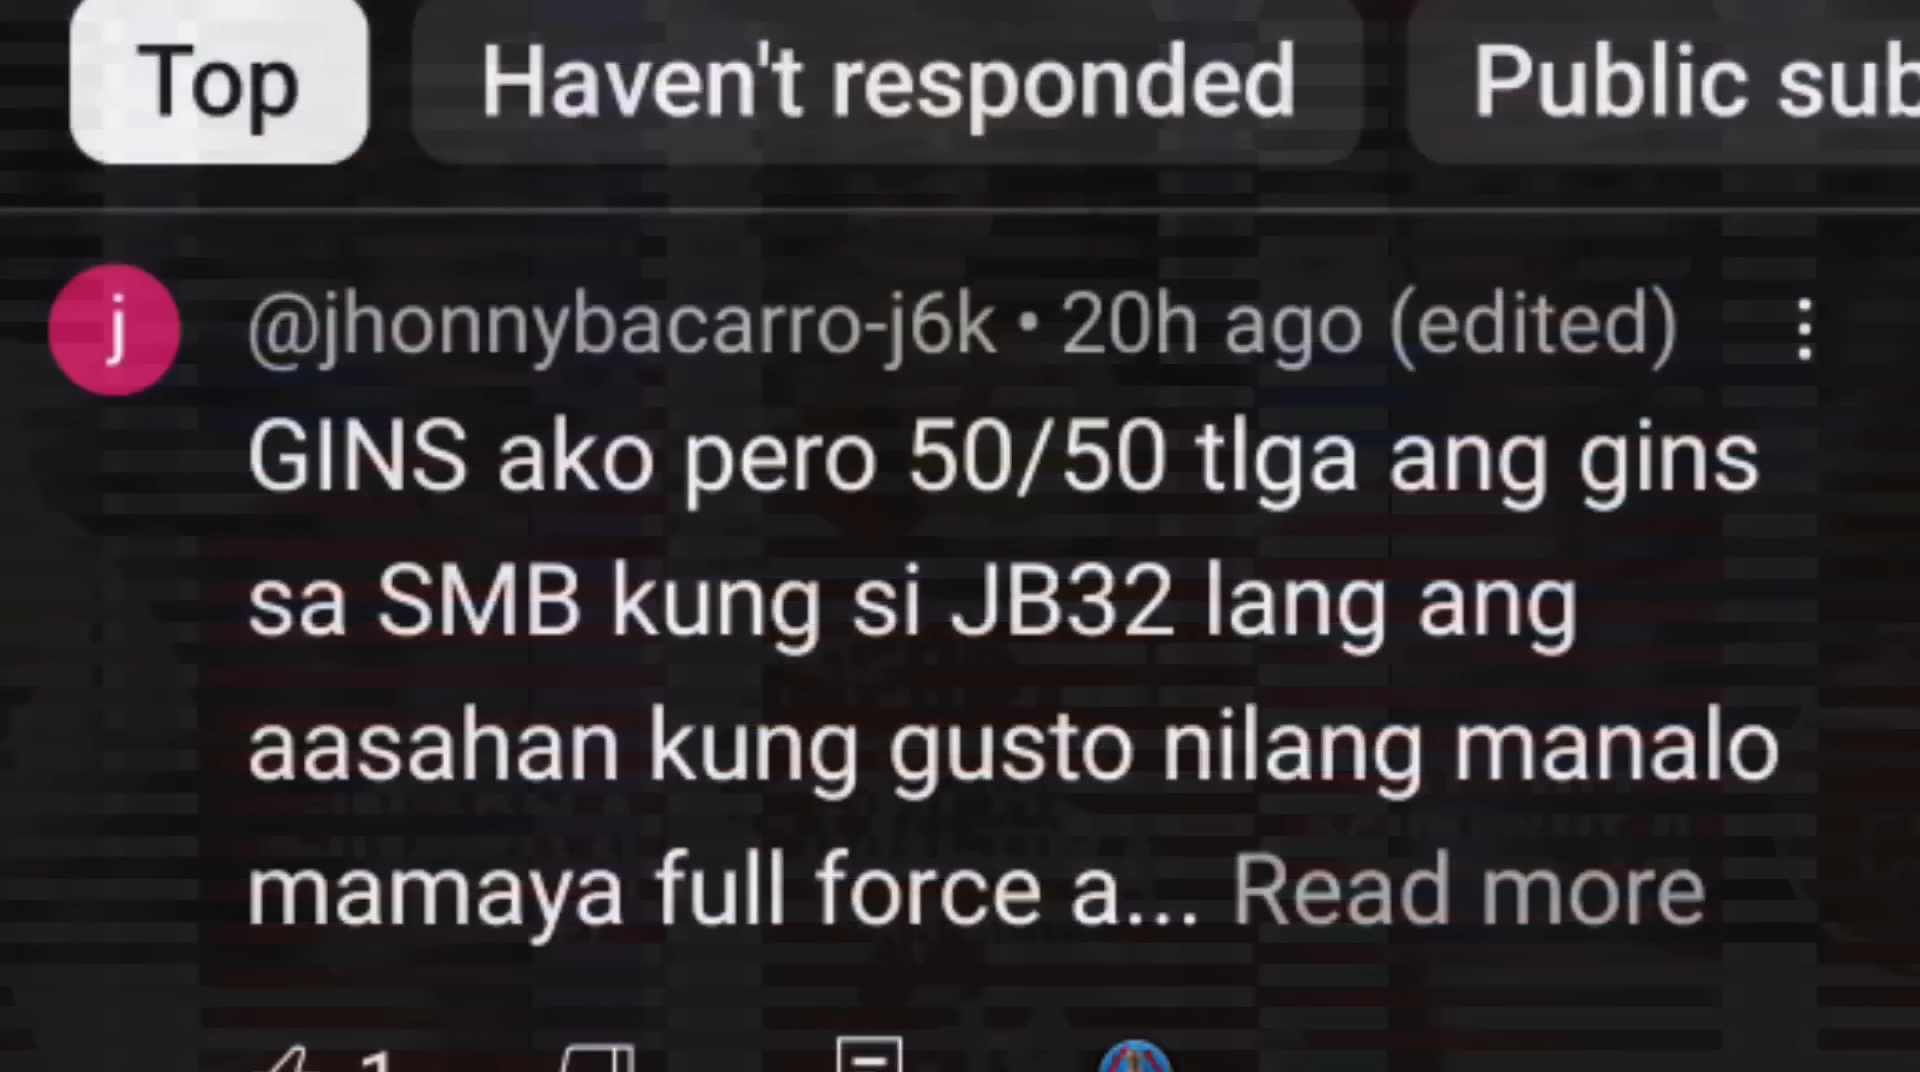 Top
Haven't responded
Public sub
j
@jhonnybacarro-j6k • 20h ago (edited)
GINS ako pero 50/50 tlga ang gins
sa SMB kung si JB32 lang ang
aasahan kung gusto nilang manalo
mamaya full force a... Read more
1